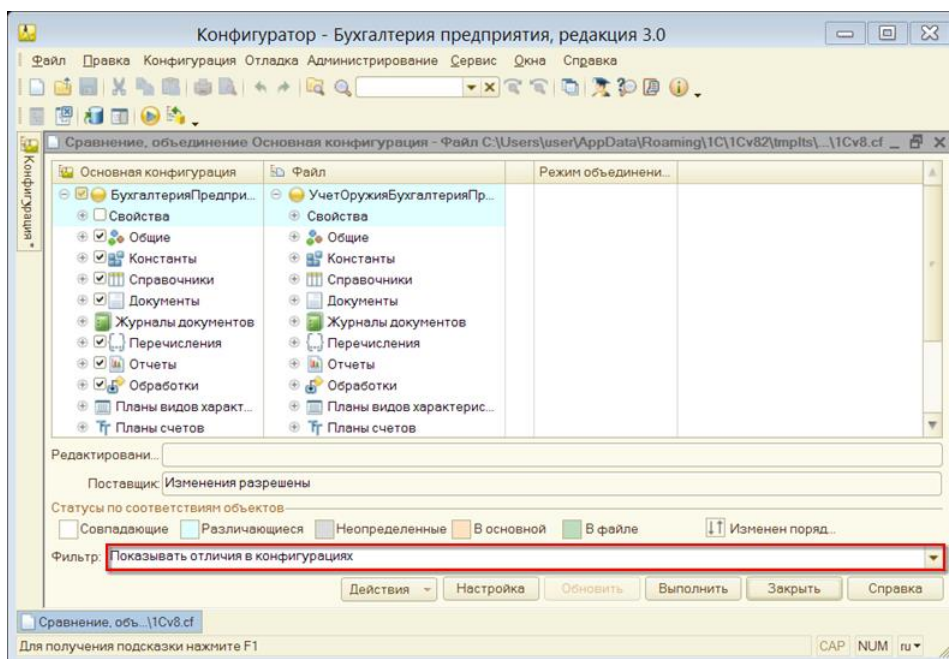 Конфигуратор - Бухгалтерия предприятия, редакция 3.0
Файл Правка Конфигурация Отладка Администрирование Сервис Окна Справка
Сравнение, объединение Основная конфигурация - Файл C:\Users\user\AppData\Roaming\1C\1Cv82\tmplts\...\1Cv8.cf
Конфигурация *
Основная конфигурация Файл Режим объединени...
БухгалтерияПредпри... УчетОружияБухгалтерияПр...
Свойства Свойства
Общие Общие
Константы Константы
Справочники Справочники
Документы Документы
Журналы документов Журналы документов
Перечисления Перечисления
Отчеты Отчеты
Обработки Обработки
Планы видов характ... Планы видов характерис...
Планы счетов Планы счетов
Редактировани...
Поставщик: Изменения разрешены
Статусы по соответствиям объектов
Совпадающие Различающиеся Неопределенные В основной В файле Изменен поряд...
Фильтр: Показывать отличия в конфигурациях
Действия Настройка Обновить Выполнить Закрыть Справка
Сравнение, объ...\1Cv8.cf
Для получения подсказки нажмите F1 CAP NUM ru